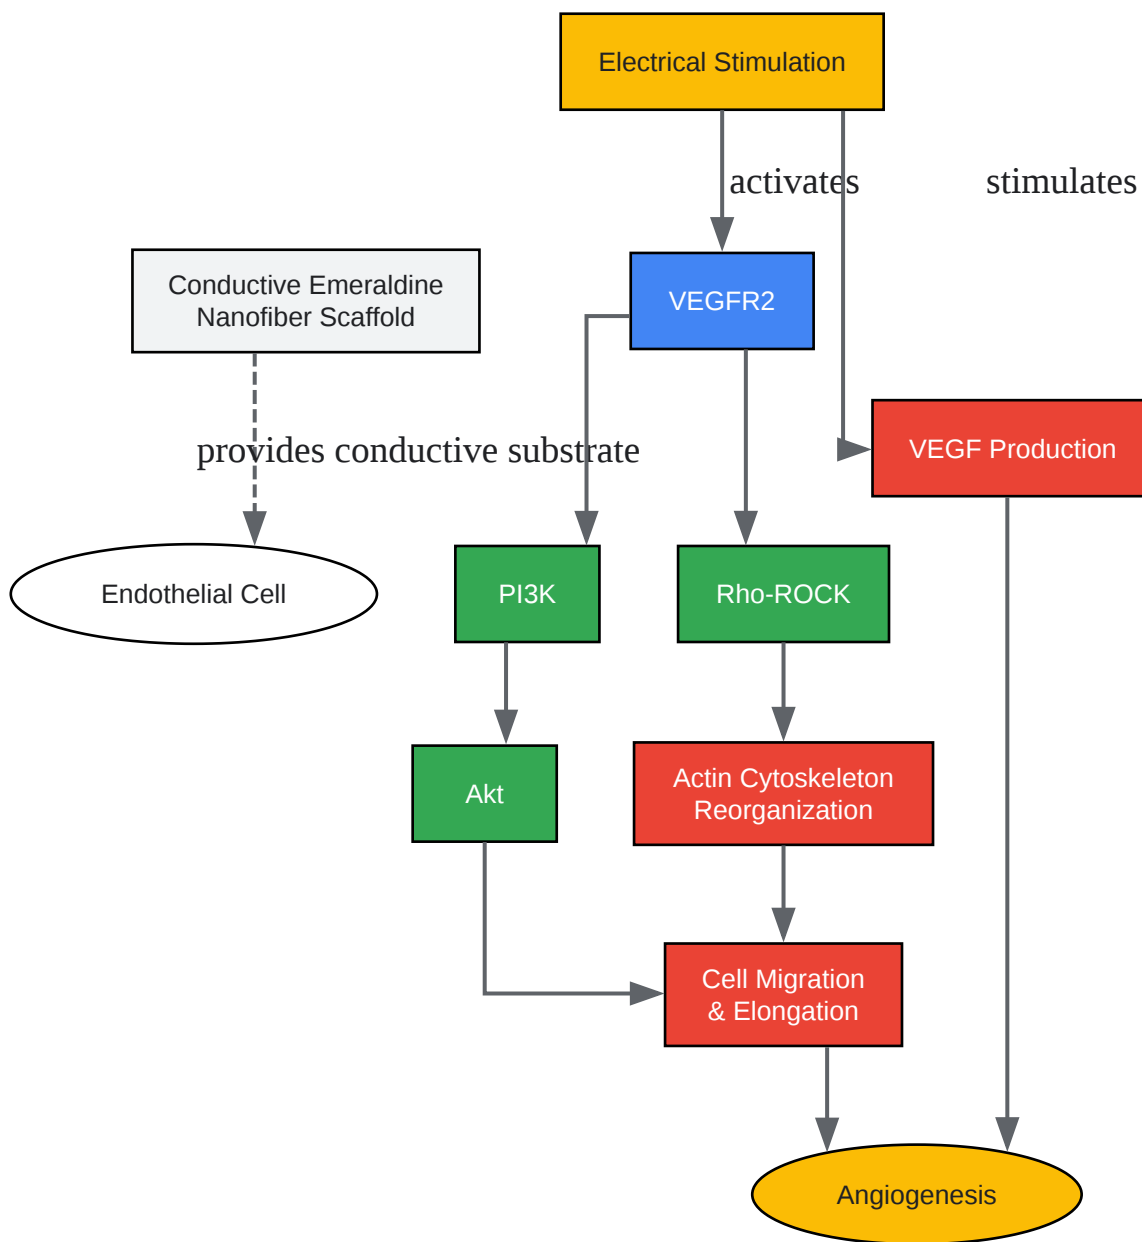 Electrical Stimulation
activates
stimulates
Conductive Emeraldine
Nanofiber Scaffold
VEGFR2
provides conductive substrate
VEGF Production
Endothelial Cell
PI3K
Rho-ROCK
Akt
Actin Cytoskeleton
Reorganization
Cell Migration
& Elongation
Angiogenesis